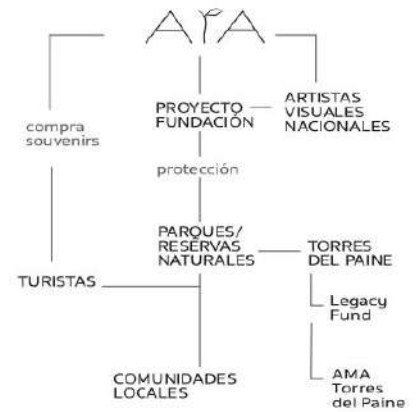 AYA
PROYECTO
FUNDACIÓN
ARTISTAS
VISUALES
NACIONALES
compra
souvenirs
protección
PARQUES/
RESERVAS
NATURALES
TORRES
DEL PAINE
TURISTAS
Legacy
Fund
COMUNIDADES
LOCALES
AMA
Torres
del Paine